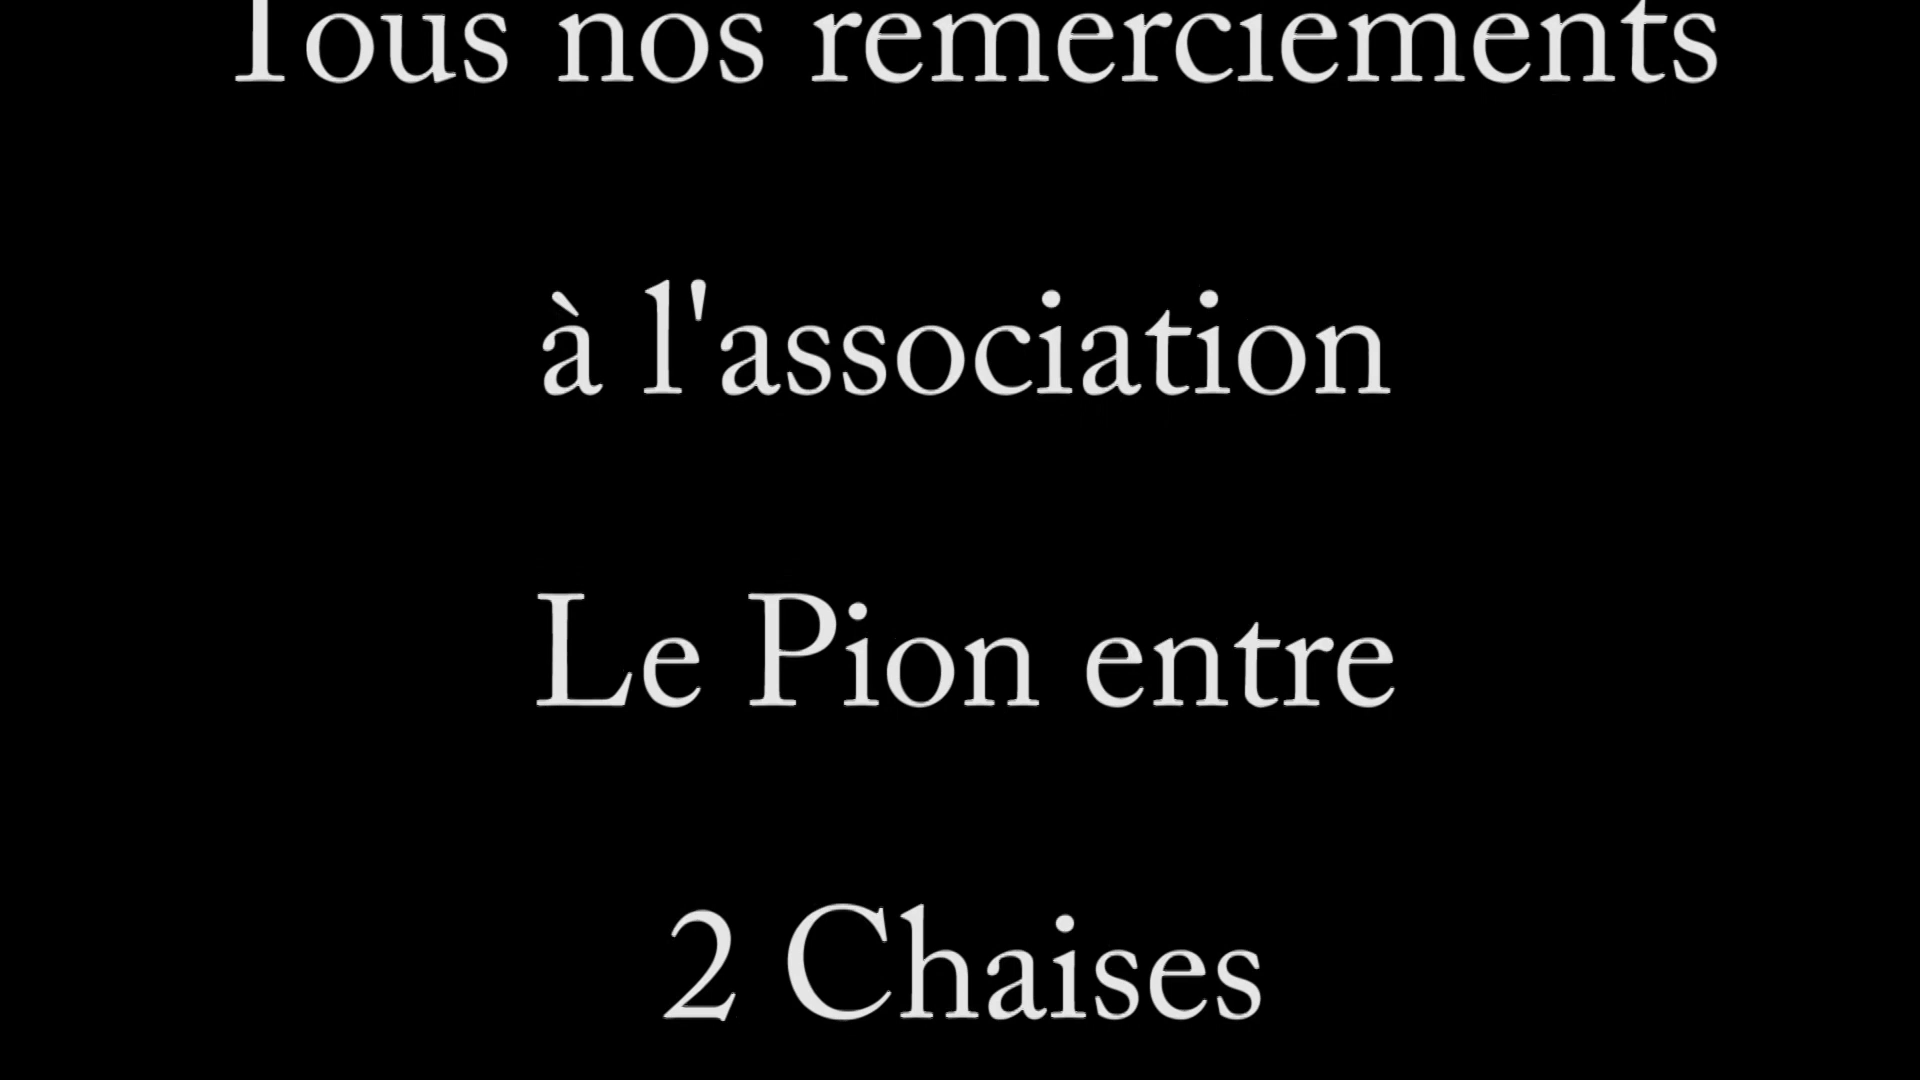 Tous nos remerciements
à l'association
Le Pion entre
2 Chaises